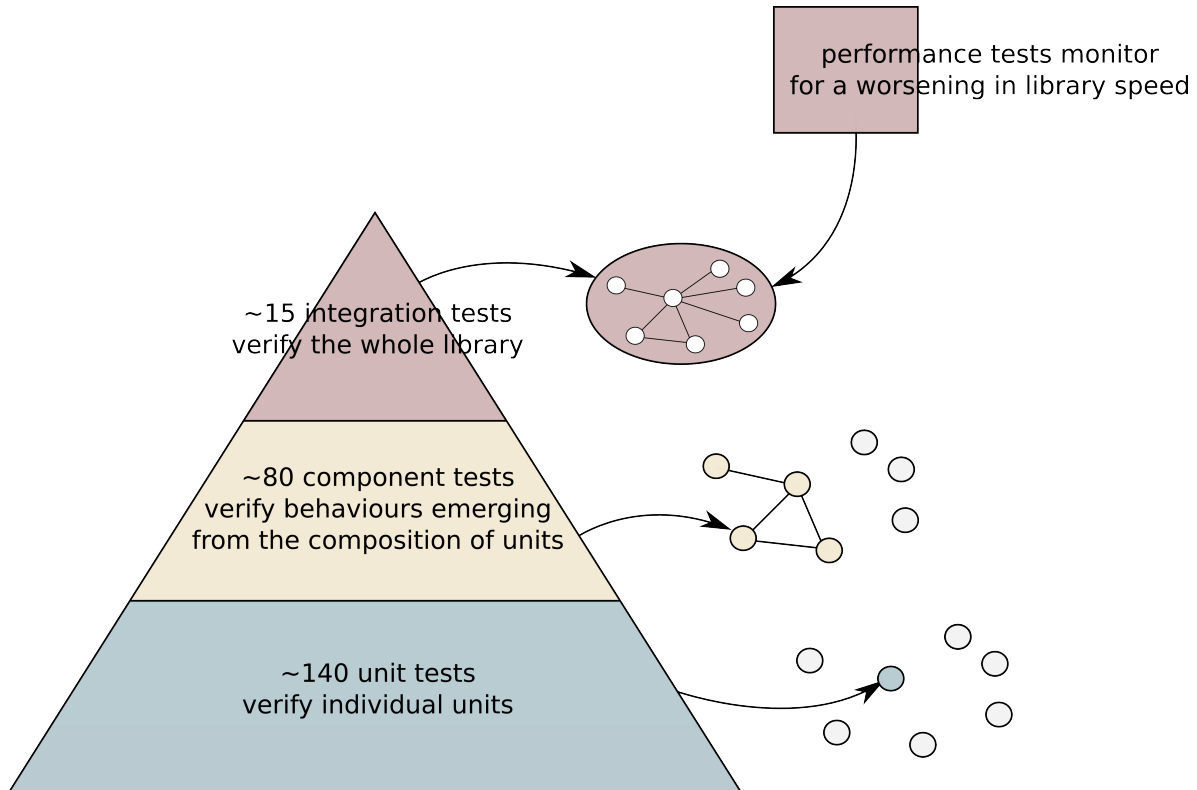 performance tests monitor
for a worsening in library speed
~15 integration tests
verify the whole library
~80 component tests
verify behaviours emerging
from the composition of units
~140 unit tests
verify individual units